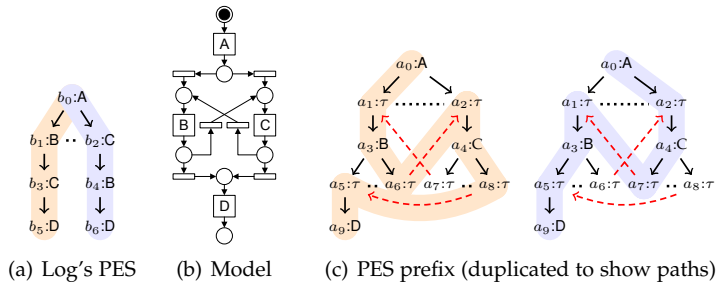 A
b0:A
b1:B
b2:C
b3:C
b4:B
b5:D
b6:D
B
C
D
a0:A
a1:τ
a2:τ
a3:B
a4:C
a5:τ
a6:τ
a7:τ
a8:τ
a9:D
a0:A
a1:τ
a2:τ
a3:B
a4:C
a5:τ
a6:τ
a7:τ
a8:τ
a9:D
(a) Log's PES
(b) Model
(c) PES prefix (duplicated to show paths)